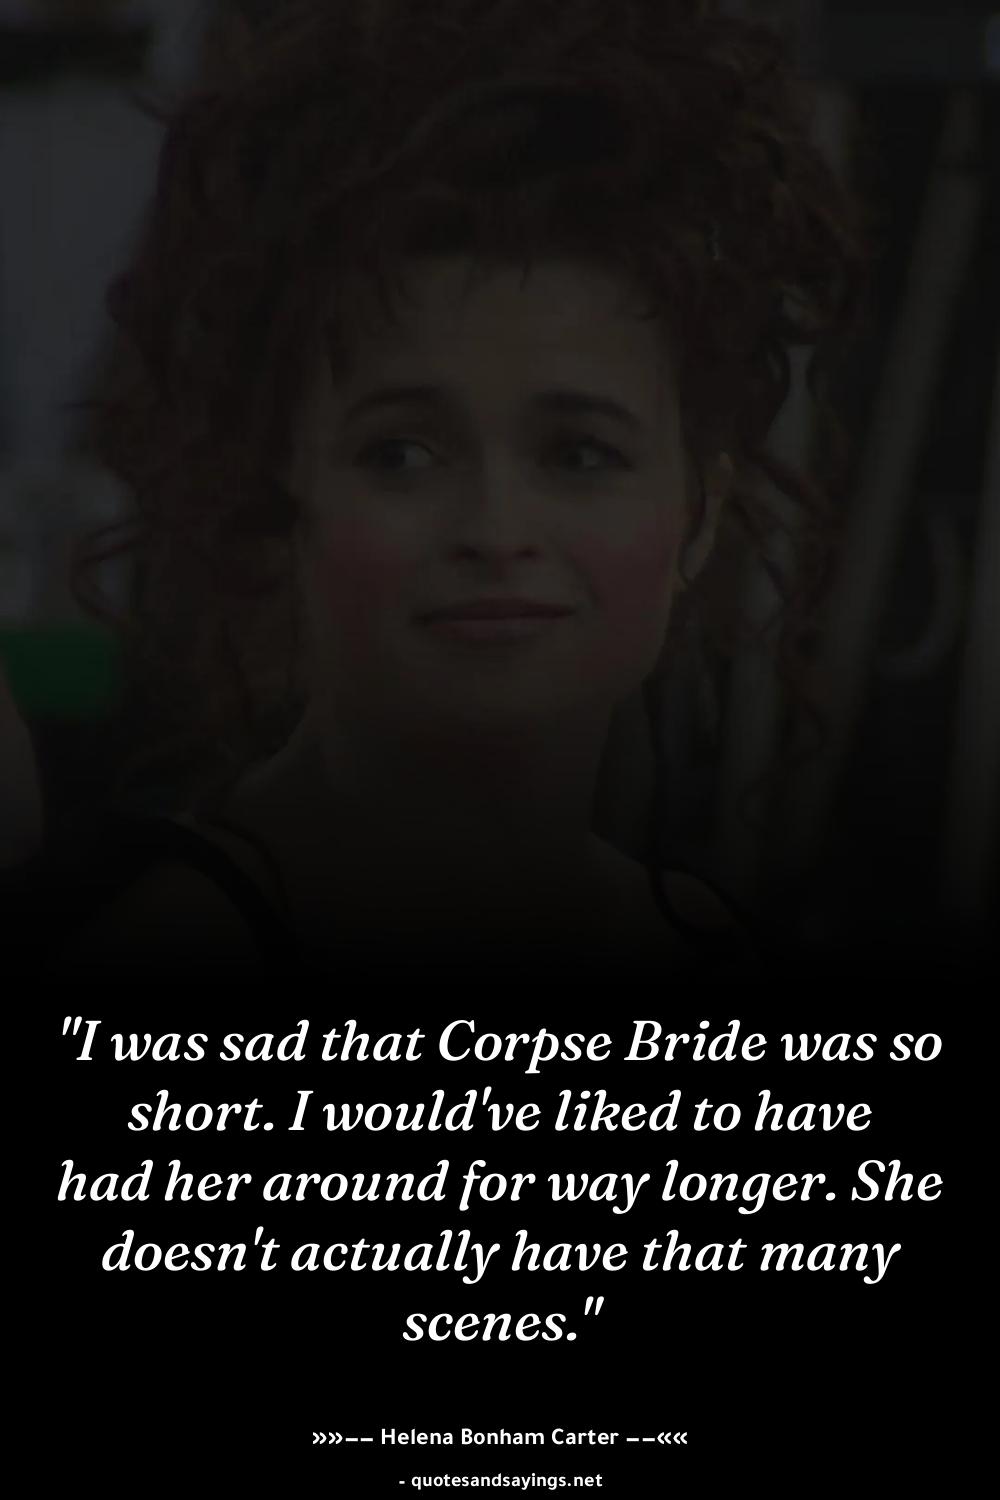 "I was sad that Corpse Bride was so
short. I would've liked to have
had her around for way longer. She
doesn't actually have that many
scenes."
»»−− Helena Bonham Carter −−««
- quotesandsayings.net